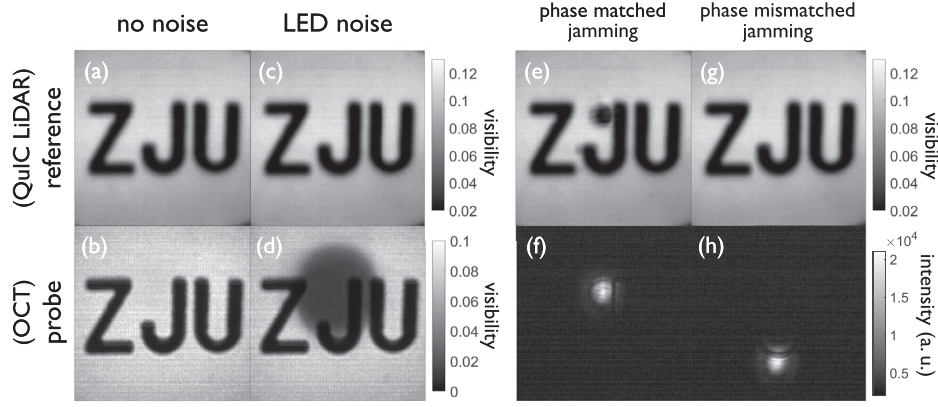 no noise
LED noise
phase matched
jamming
phase mismatched
jamming
(QuIC LiDAR)
reference
(a)
ZJU
(c)
ZJU
0.12
0.1
0.08
0.06
0.04
0.02
visibility
(e)
ZJU
(g)
ZJU
0.12
0.1
0.08
0.06
0.04
0.02
visibility
(OCT)
probe
(b)
ZJU
(d)
ZJU
0.1
0.08
0.06
0.04
0.02
0
visibility
(f)
(h)
×10⁴
2
1.5
1
0.5
intensity (a. u.)